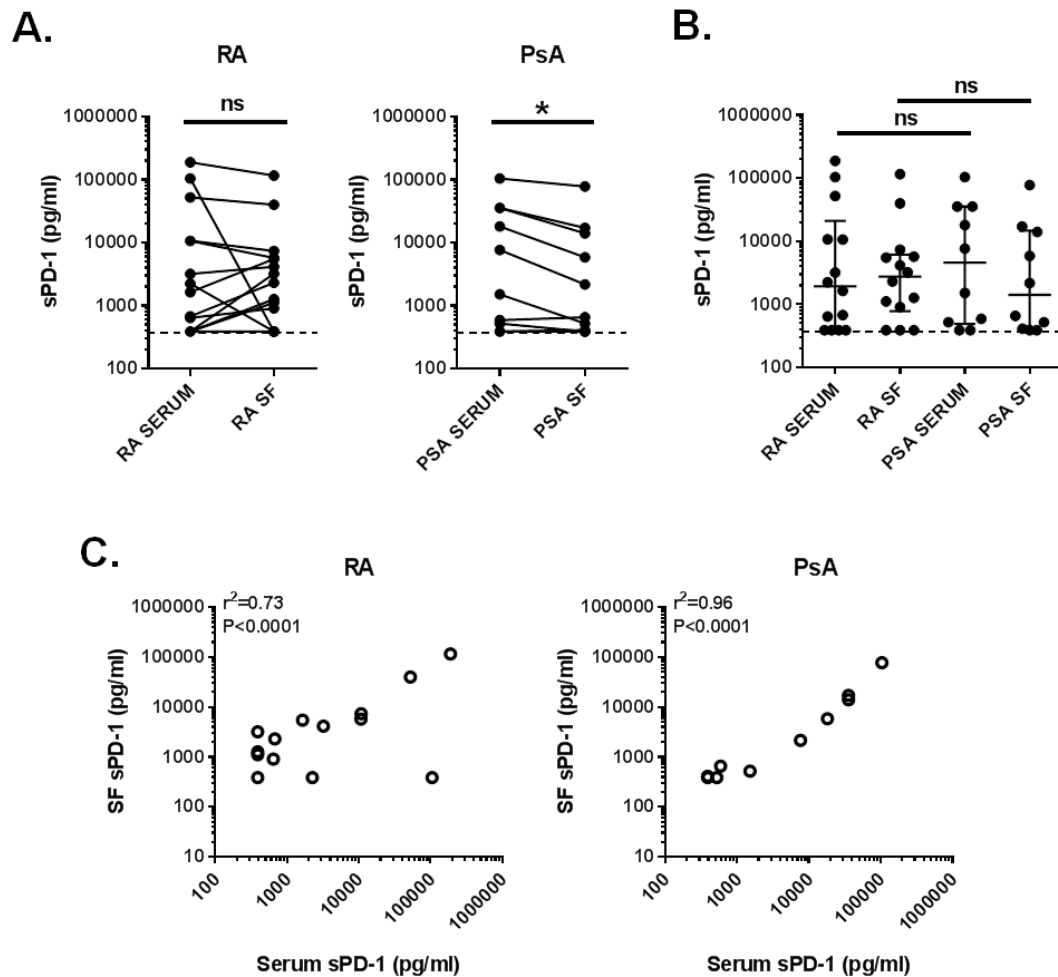 A.
RA
ns
sPD-1 (pg/ml)
1000000
100000
10000
1000
100
RA SERUM
RA SF
PsA
*
sPD-1 (pg/ml)
1000000
100000
10000
1000
100
PSA SERUM
PSA SF
B.
ns
ns
sPD-1 (pg/ml)
1000000
100000
10000
1000
100
RA SERUM
RA SF
PSA SERUM
PSA SF
C.
RA
r²=0.73
P<0.0001
SF sPD-1 (pg/ml)
1000000
100000
10000
1000
100
10
100
1000
10000
100000
1000000
Serum sPD-1 (pg/ml)
PsA
r²=0.96
P<0.0001
SF sPD-1 (pg/ml)
1000000
100000
10000
1000
100
10
100
1000
10000
100000
1000000
Serum sPD-1 (pg/ml)